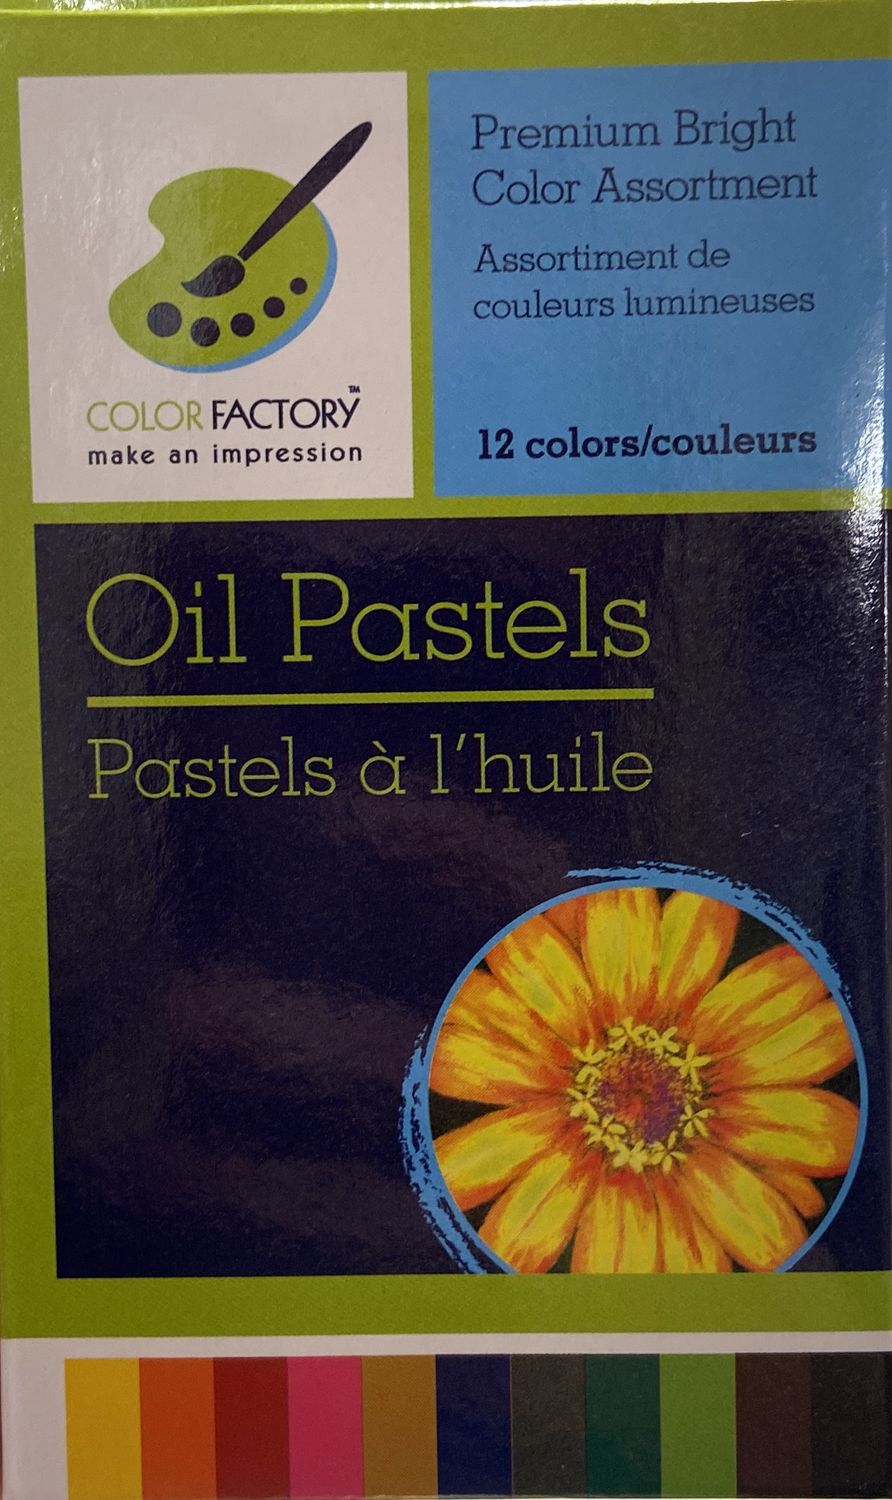 COLOR FACTORY™
make an impression
Premium Bright
Color Assortment
Assortiment de
couleurs lumineuses
12 colors/couleurs
Oil Pastels
Pastels à l'huile